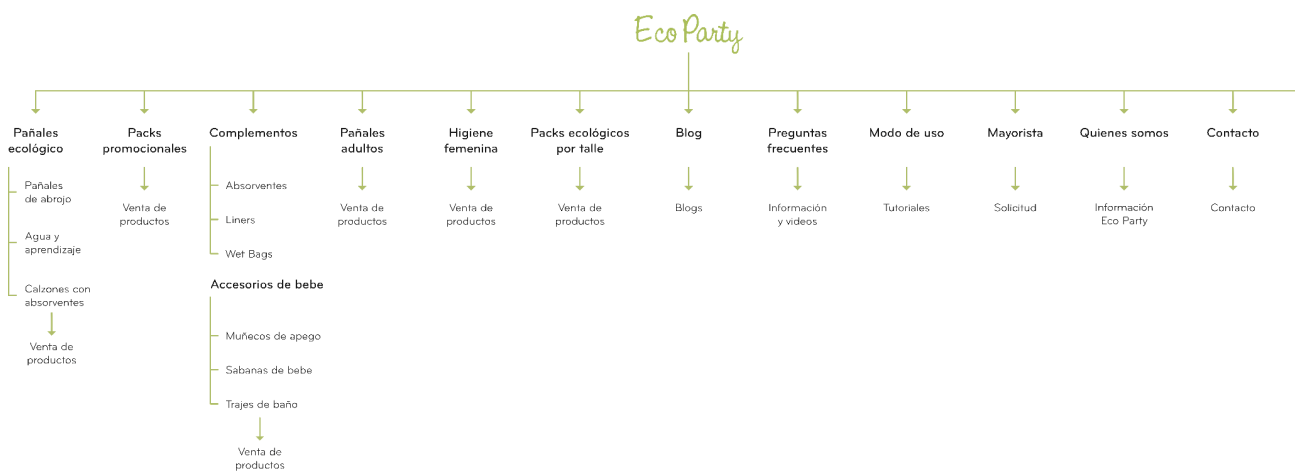 Eco Party
Pañales
ecológico
Packs
promocionales
Complementos
Pañales
adultos
Higiene
femenina
Packs ecológicos
por talle
Blog
Preguntas
frecuentes
Modo de uso
Mayorista
Quienes somos
Contacto
Pañales
de abrojo
Agua y
aprendizaje
Calzones con
absorventes
Venta de
productos
Venta de
productos
Absorventes
Liners
Wet Bags
Accesorios de bebe
Muñecos de apego
Sabanas de bebe
Trajes de baño
Venta de
productos
Venta de
productos
Venta de
productos
Venta de
productos
Blogs
Información
y videos
Tutoriales
Solicitud
Información
Eco Party
Contacto